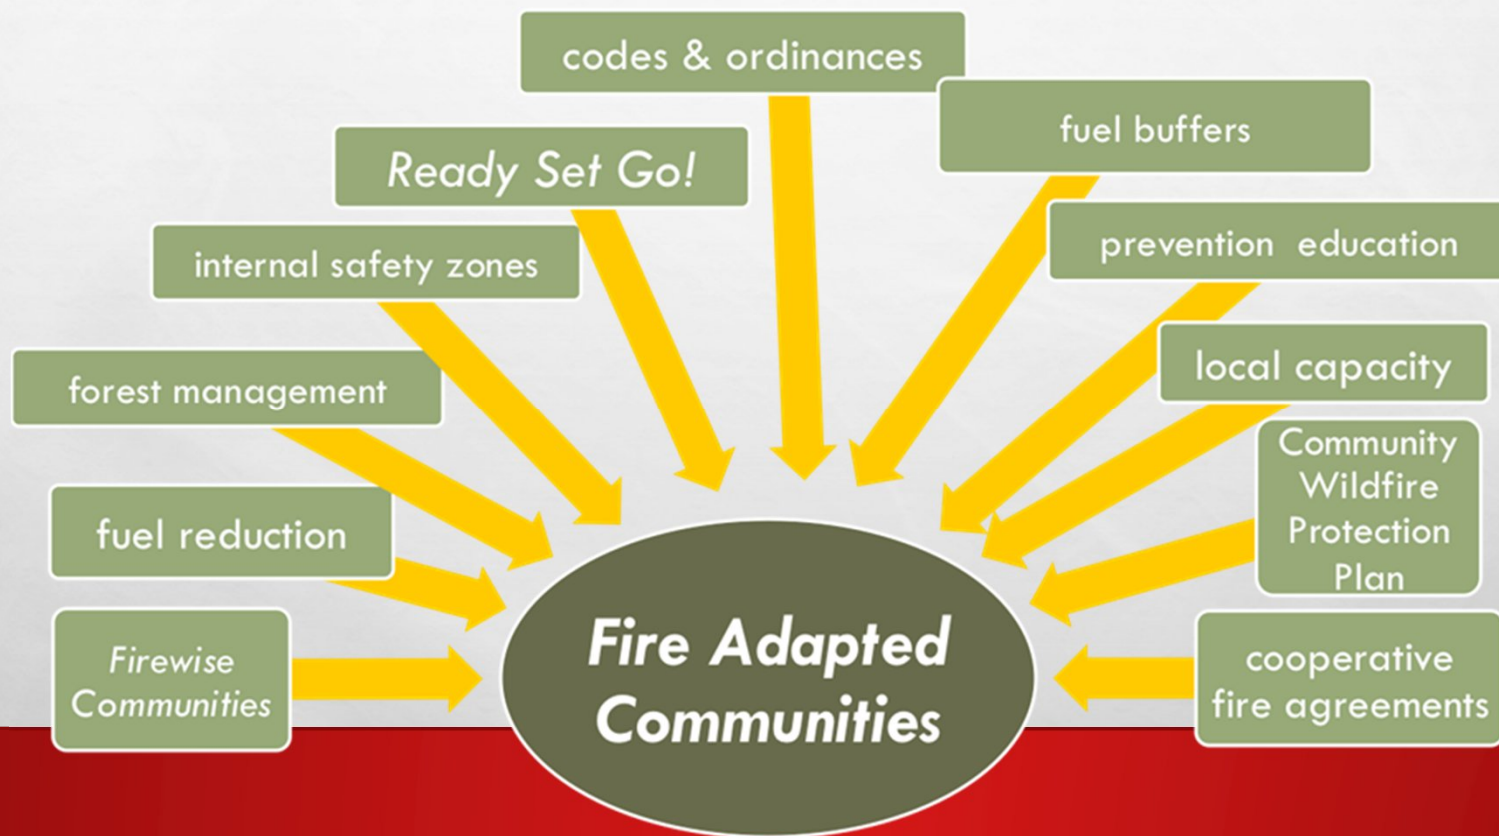 codes & ordinances
fuel buffers
Ready Set Go!
prevention education
internal safety zones
local capacity
forest management
Community
Wildfire
Protection
Plan
fuel reduction
Fire Adapted
Communities
Firewise
Communities
cooperative
fire agreements